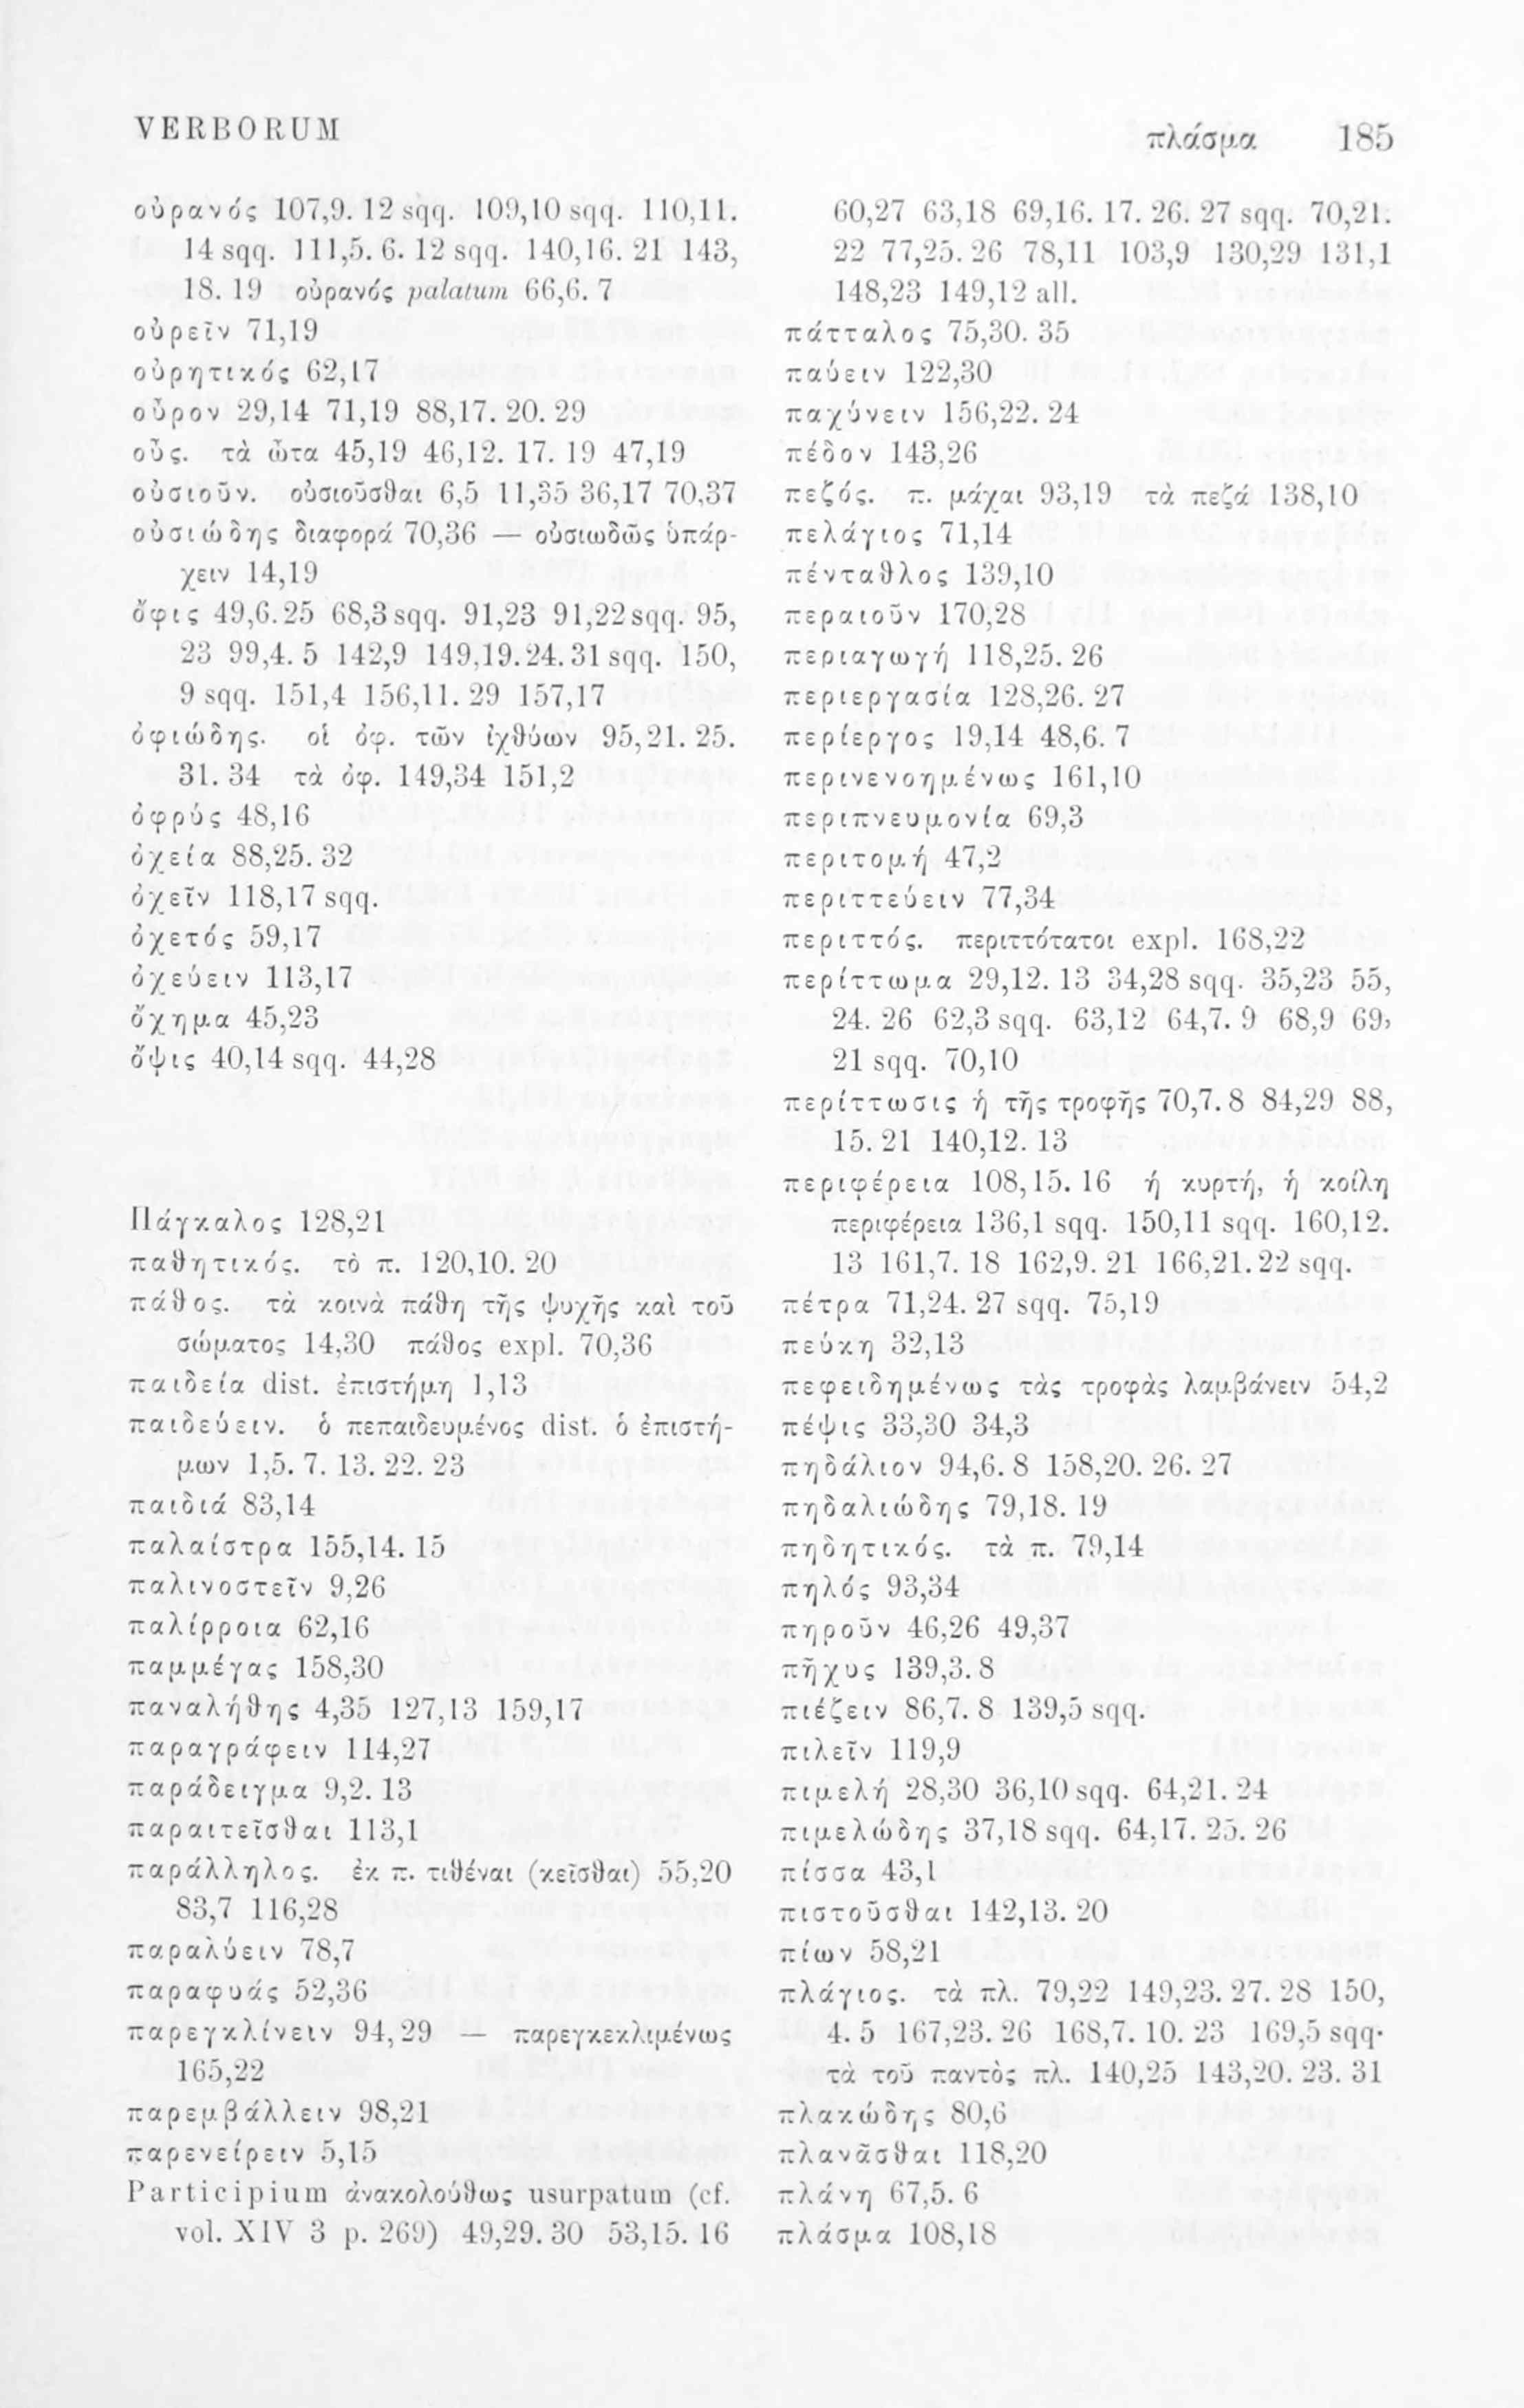 VERBORUM
πλάσμα 185
οὐρανός 107,9. 12 sqq. 109,10 sqq. 110,11.
14 sqq. 111,5. 6. 12 sqq. 140,16. 21 143,
18. 19 οὐρανός palatum 66,6. 7
οὐρεῖν 71,19
οὐρητικός 62,17
οὖρον 29,14 71,19 88,17. 20. 29
οὖς. τὰ ὦτα 45,19 46,12. 17. 19 47,19
οὐσιοῦν. οὐσιοῦσθαι 6,5 11,35 36,17 70,37
οὐσιώδης διαφορά 70,36 — οὐσιωδῶς ὑπάρ-
χειν 14,19
ὄφις 49,6.25 68,3 sqq. 91,23 91,22 sqq. 95,
23 99,4. 5 142,9 149,19.24.31 sqq. 150,
9 sqq. 151,4 156,11. 29 157,17
ὀφιώδης. οἱ ὀφ. τῶν ἰχθύων 95,21. 25.
31. 34 τὰ ὀφ. 149,34 151,2
ὀφρύς 48,16
ὀχεία 88,25. 32
ὀχεῖν 118,17 sqq.
ὀχετός 59,17
ὀχεύειν 113,17
ὄχημα 45,23
ὄψις 40,14 sqq. 44,28
Πάγκαλος 128,21
παθητικός. τὸ π. 120,10. 20
πάθος. τὰ κοινὰ πάθη τῆς ψυχῆς καὶ τοῦ
σώματος 14,30 πάθος expl. 70,36
παιδεία dist. ἐπιστήμη 1,13
παιδεύειν. ὁ πεπαιδευμένος dist. ὁ ἐπιστή-
μων 1,5. 7. 13. 22. 23
παιδιά 83,14
παλαίστρα 155,14. 15
παλινοστεῖν 9,26
παλίρροια 62,16
παμμέγας 158,30
παναλήθης 4,35 127,13 159,17
παραγράφειν 114,27
παράδειγμα 9,2. 13
παραιτεῖσθαι 113,1
παράλληλος. ἐκ π. τιθέναι (κεῖσθαι) 55,20
83,7 116,28
παραλύειν 78,7
παραφυάς 52,36
παρεγκλίνειν 94,29 — παρεγκεκλιμένως
165,22
παρεμβάλλειν 98,21
παρενείρειν 5,15
Participium ἀνακολούθως usurpatum (cf.
vol. XIV 3 p. 269) 49,29. 30 53,15. 16
60,27 63,18 69,16. 17. 26. 27 sqq. 70,21.
22 77,25. 26 78,11 103,9 130,29 131,1
148,23 149,12 all.
πάτταλος 75,30. 35
παύειν 122,30
παχύνειν 156,22. 24
πέδον 143,26
πεζός. π. μάχαι 93,19 τὰ πεζά 138,10
πελάγιος 71,14
πένταθλος 139,10
περαιοῦν 170,28
περιαγωγή 118,25. 26
περιεργασία 128,26. 27
περίεργος 19,14 48,6. 7
περινενοημένως 161,10
περιπνευμονία 69,3
περιτομή 47,2
περιττεύειν 77,34
περιττός. περιττότατοι expl. 168,22
περίττωμα 29,12. 13 34,28 sqq. 35,23 55,
24. 26 62,3 sqq. 63,12 64,7. 9 68,9 69,
21 sqq. 70,10
περίττωσις ἡ τῆς τροφῆς 70,7. 8 84,29 88,
15. 21 140,12. 13
περιφέρεια 108,15. 16 ἡ κυρτή, ἡ κοίλη
περιφέρεια 136,1 sqq. 150,11 sqq. 160,12.
13 161,7. 18 162,9. 21 166,21.22 sqq.
πέτρα 71,24. 27 sqq. 75,19
πεύκη 32,13
πεφειδημένως τὰς τροφὰς λαμβάνειν 54,2
πέψις 33,30 34,3
πηδάλιον 94,6. 8 158,20. 26. 27
πηδαλιώδης 79,18. 19
πηδητικός. τὰ π. 79,14
πηλός 93,34
πηροῦν 46,26 49,37
πῆχυς 139,3. 8
πιέζειν 86,7. 8 139,5 sqq.
πιλεῖν 119,9
πιμελή 28,30 36,10 sqq. 64,21. 24
πιμελώδης 37,18 sqq. 64,17. 25. 26
πίσσα 43,1
πιστοῦσθαι 142,13. 20
πίων 58,21
πλάγιος. τὰ πλ. 79,22 149,23. 27. 28 150,
4. 5 167,23. 26 168,7. 10. 23 169,5 sqq.
τὰ τοῦ παντὸς πλ. 140,25 143,20. 23. 31
πλακώδης 80,6
πλανᾶσθαι 118,20
πλάνη 67,5. 6
πλάσμα 108,18